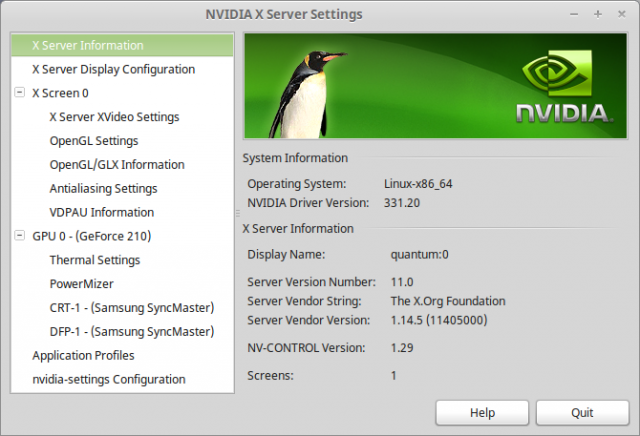 NVIDIA X Server Settings
X Server Information
X Server Display Configuration
X Screen 0
X Server XVideo Settings
OpenGL Settings
OpenGL/GLX Information
Antialiasing Settings
VDPAU Information
GPU 0 - (GeForce 210)
Thermal Settings
PowerMizer
CRT-1 - (Samsung SyncMaster)
DFP-1 - (Samsung SyncMaster)
Application Profiles
nvidia-settings Configuration
NVIDIA
System Information
Operating System: Linux-x86_64
NVIDIA Driver Version: 331.20
X Server Information
Display Name: quantum:0
Server Version Number: 11.0
Server Vendor String: The X.Org Foundation
Server Vendor Version: 1.14.5 (11405000)
NV-CONTROL Version: 1.29
Screens: 1
Help Quit